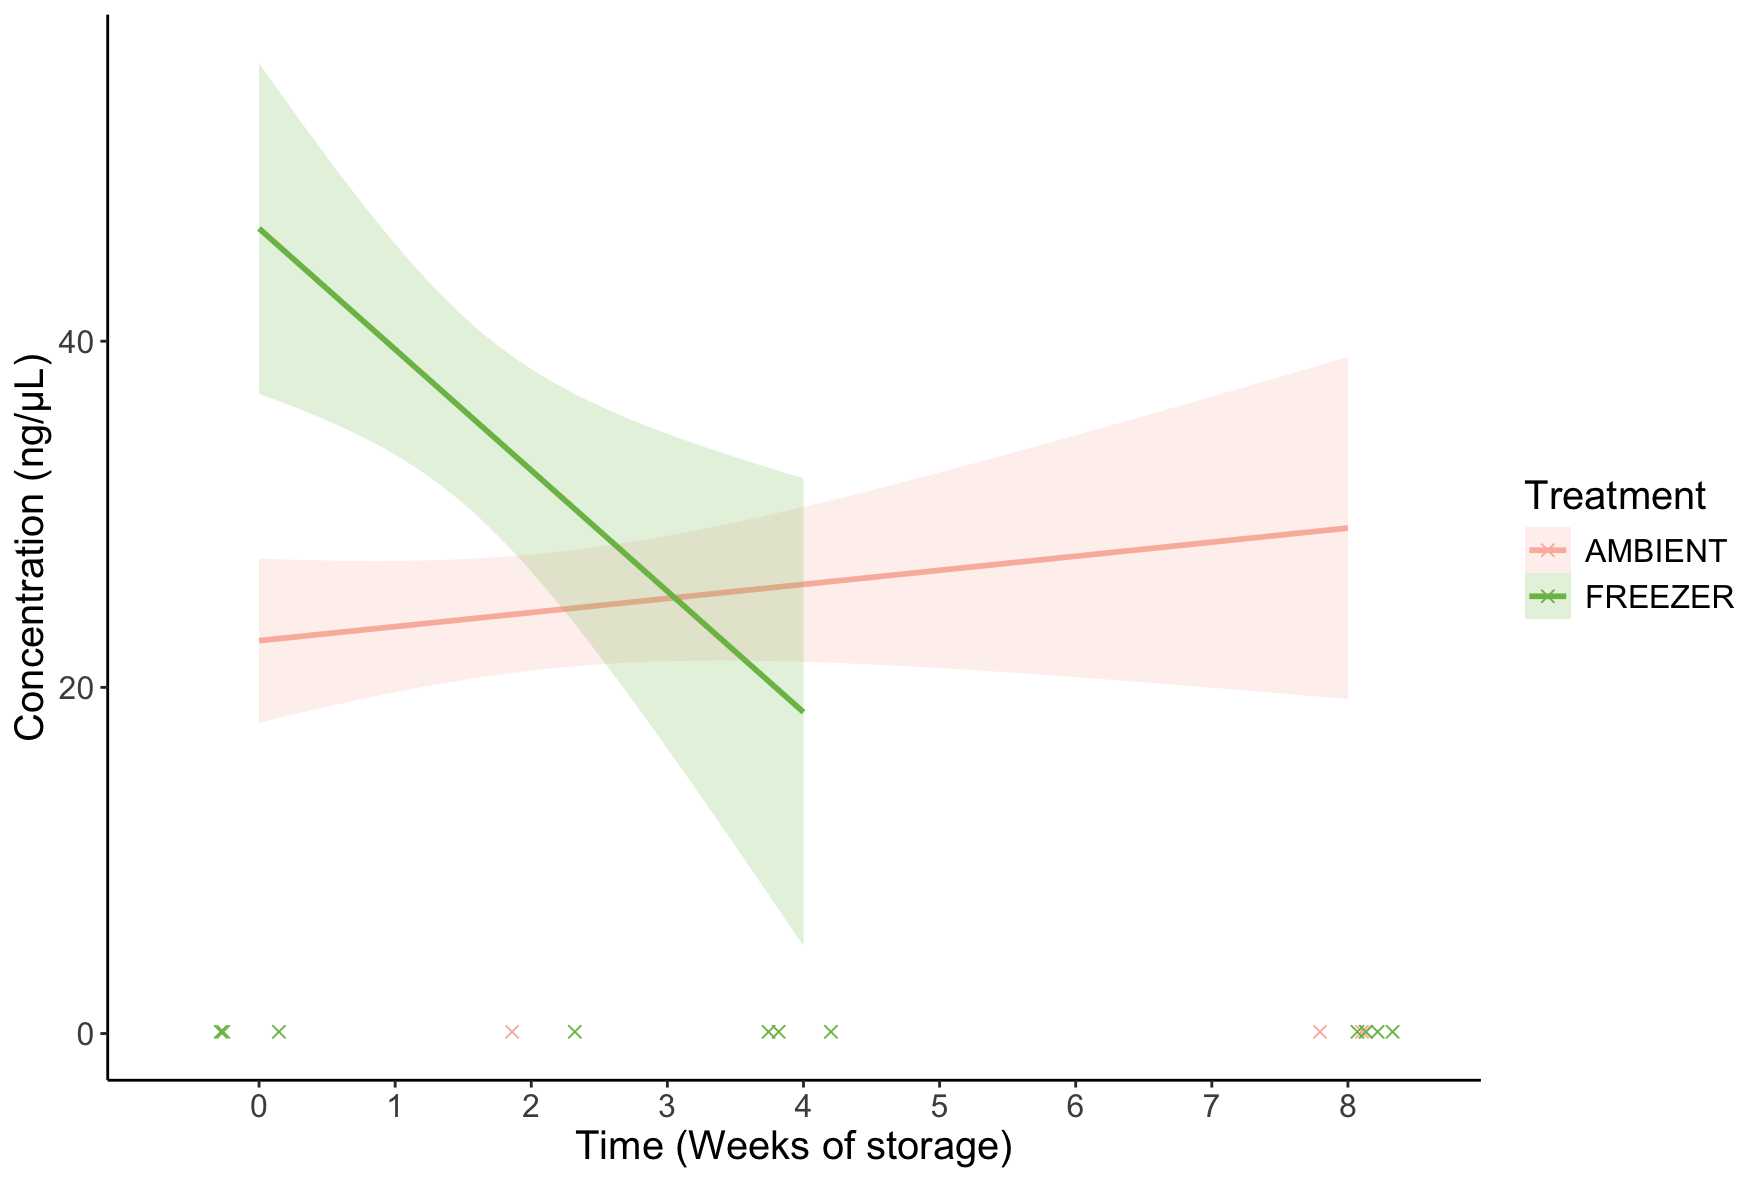 Concentration (ng/µL)
40
20
0
0 1 2 3 4 5 6 7 8
Time (Weeks of storage)
Treatment
AMBIENT
FREEZER